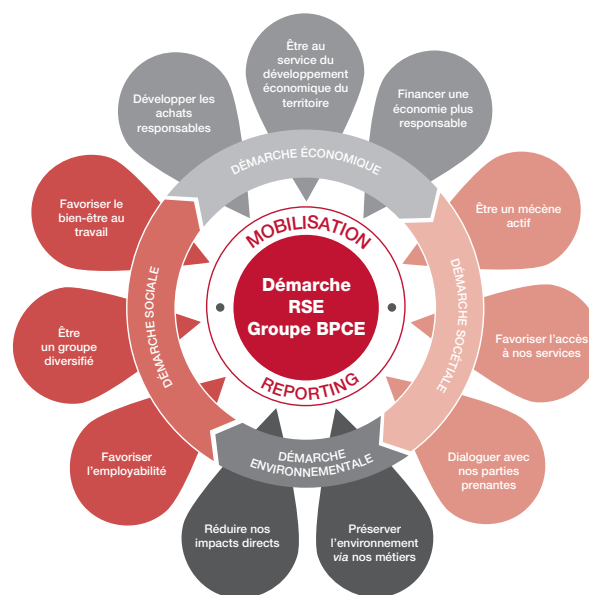 Être au
service du
développement
économique du
territoire
Développer les
achats
responsables
Financer une
économie plus
responsable
DÉMARCHE ÉCONOMIQUE
Favoriser le
bien-être au
travail
Être un mécène
actif
MOBILISATION
Démarche
RSE
Groupe BPCE
REPORTING
DÉMARCHE SOCIALE
DÉMARCHE SOCIÉTALE
Être
un groupe
diversifié
Favoriser l'accès
à nos services
Favoriser
l'employabilité
DÉMARCHE
ENVIRONNEMENTALE
Dialoguer avec
nos parties
prenantes
Réduire nos
impacts directs
Préserver
l'environnement
via nos métiers